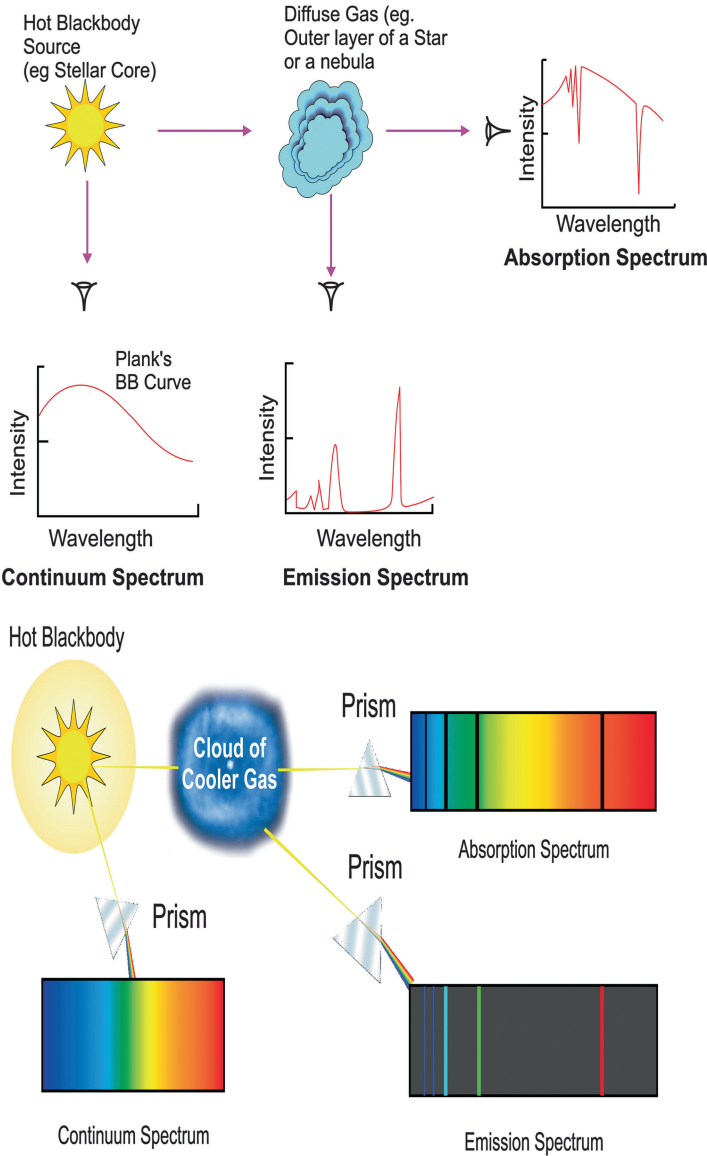 Hot Blackbody
Source
(eg Stellar Core)
Diffuse Gas (eg.
Outer layer of a Star
or a nebula
Intensity
Wavelength
Absorption Spectrum
Plank's
BB Curve
Intensity
Wavelength
Continuum Spectrum
Intensity
Wavelength
Emission Spectrum
Hot Blackbody
Cloud of
Cooler Gas
Prism
Absorption Spectrum
Prism
Prism
Continuum Spectrum
Emission Spectrum